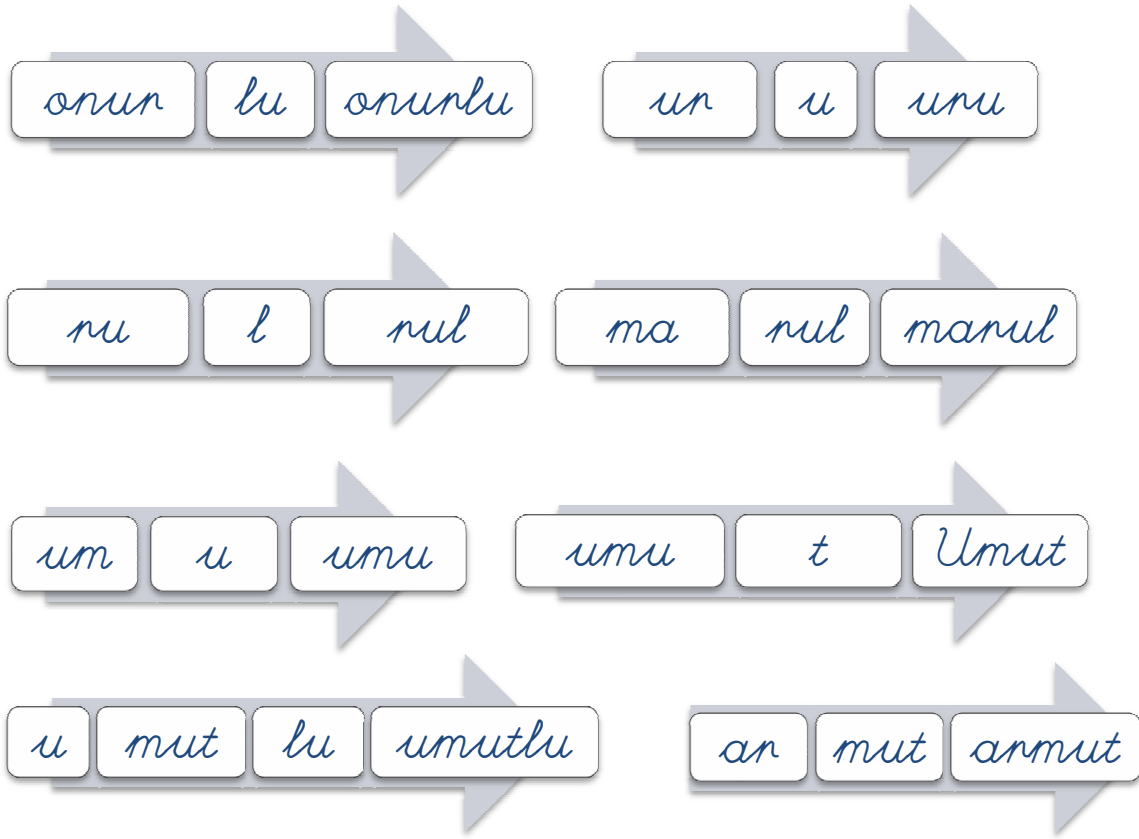 onur lu onurlu ur u uru
ru l rul ma rul marul
um u umu umu t Umut
u mut lu umutlu ar mut armut